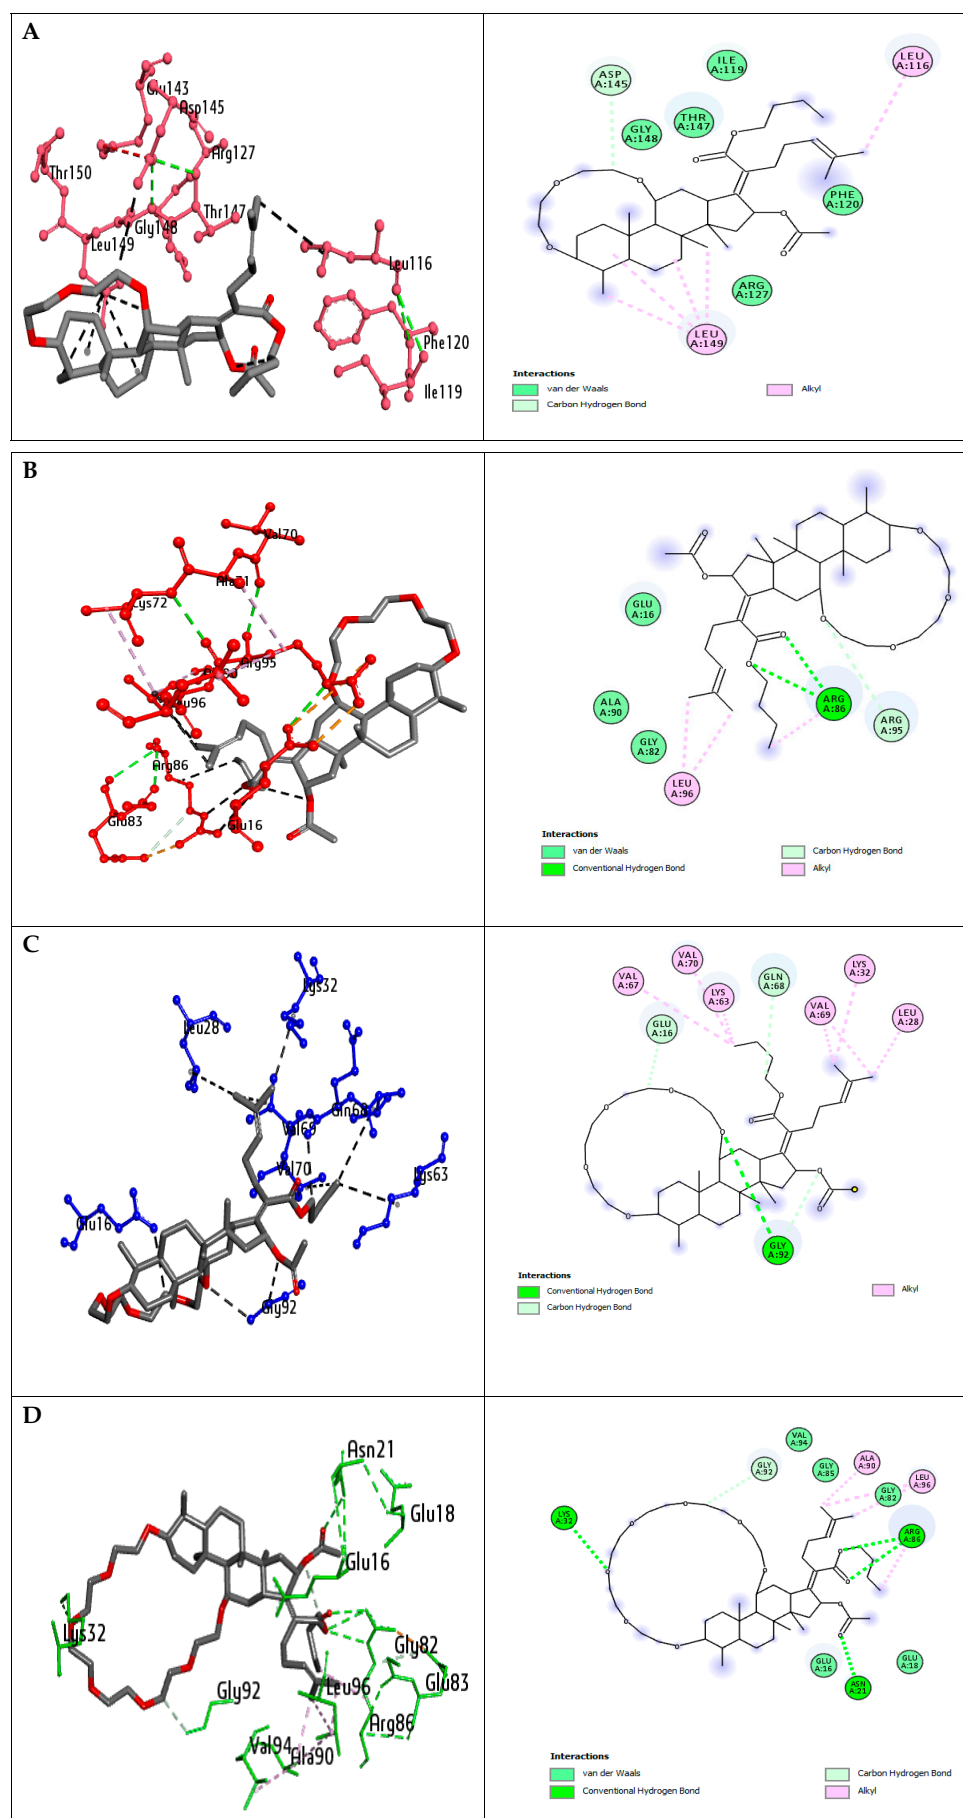 A
Glu143
Asp145
Arg127
Thr150
Thr147
Gly148
Leu149
Leu116
Phe120
Ile119
ILE
A:119
LEU
A:116
ASP
A:145
THR
A:147
GLY
A:148
PHE
A:120
ARG
A:127
LEU
A:149
Interactions
van der Waals
Carbon Hydrogen Bond
Alkyl
B
Val70
Ala71
Cys72
Arg95
Leu96
Arg86
Glu83
Glu16
GLU
A:16
ALA
A:90
GLY
A:82
ARG
A:86
ARG
A:95
LEU
A:96
Interactions
van der Waals
Conventional Hydrogen Bond
Carbon Hydrogen Bond
Alkyl
C
Lys32
Leu28
Gln68
Val69
Val70
Lys63
Glu16
Gly92
VAL
A:70
VAL
A:67
LYS
A:63
GLN
A:68
LYS
A:32
VAL
A:69
LEU
A:28
GLU
A:16
GLY
A:92
Interactions
Conventional Hydrogen Bond
Carbon Hydrogen Bond
Alkyl
D
Asn21
Glu18
Glu16
Lys32
Gly82
Glu83
Gly92
Leu96
Arg86
Val94
Ala90
VAL
A:94
GLY
A:92
GLY
A:85
ALA
A:90
LEU
A:96
GLY
A:82
LYS
A:32
ARG
A:86
GLU
A:16
GLU
A:18
ASN
A:21
Interactions
van der Waals
Conventional Hydrogen Bond
Carbon Hydrogen Bond
Alkyl